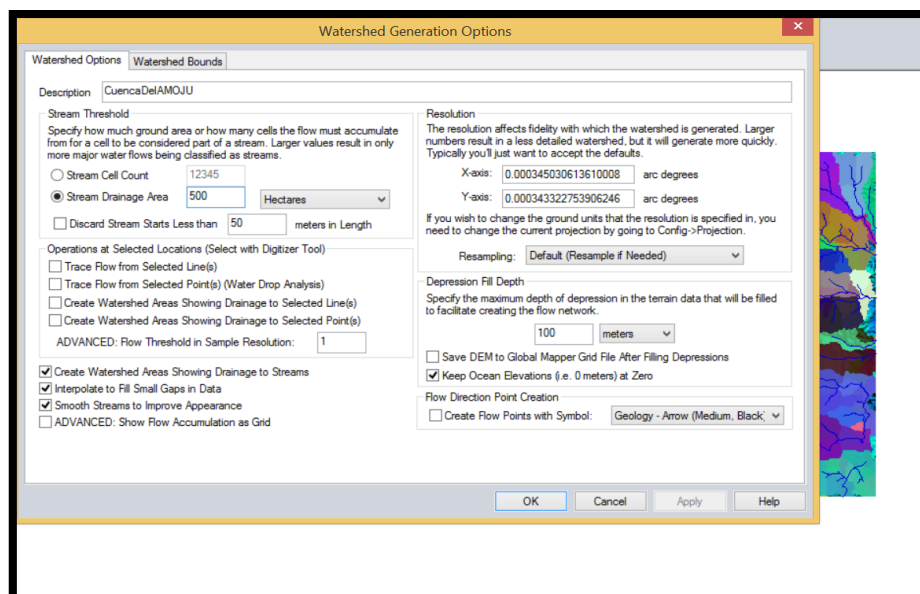 Watershed Generation Options
x
Watershed Options
Watershed Bounds
Description
CuencaDelAMOJU
Stream Threshold
Specify how much ground area or how many cells the flow must accumulate
from for a cell to be considered part of a stream. Larger values result in only
more major water flows being classified as streams.
Stream Cell Count 12345
Stream Drainage Area 500 Hectares
Discard Stream Starts Less than 50 meters in Length
Operations at Selected Locations (Select with Digitizer Tool)
Trace Flow from Selected Line(s)
Trace Flow from Selected Point(s) (Water Drop Analysis)
Create Watershed Areas Showing Drainage to Selected Line(s)
Create Watershed Areas Showing Drainage to Selected Point(s)
ADVANCED: Flow Threshold in Sample Resolution: 1
Create Watershed Areas Showing Drainage to Streams
Interpolate to Fill Small Gaps in Data
Smooth Streams to Improve Appearance
ADVANCED: Show Flow Accumulation as Grid
Resolution
The resolution affects fidelity with which the watershed is generated. Larger
numbers result in a less detailed watershed, but it will generate more quickly.
Typically you'll just want to accept the defaults.
X-axis: 0.000345030613610008 arc degrees
Y-axis: 0.000343322753906246 arc degrees
If you wish to change the ground units that the resolution is specified in, you
need to change the current projection by going to Config->Projection.
Resampling: Default (Resample if Needed)
Depression Fill Depth
Specify the maximum depth of depression in the terrain data that will be filled
to facilitate creating the flow network.
100 meters
Save DEM to Global Mapper Grid File After Filling Depressions
Keep Ocean Elevations (i.e. 0 meters) at Zero
Flow Direction Point Creation
Create Flow Points with Symbol: Geology - Arrow (Medium, Black)
OK
Cancel
Apply
Help